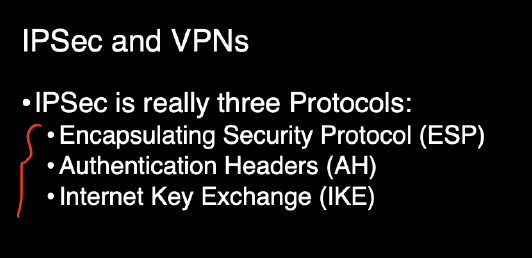 IPSec and VPNs
•IPSec is really three Protocols:
•Encapsulating Security Protocol (ESP)
•Authentication Headers (AH)
•Internet Key Exchange (IKE)